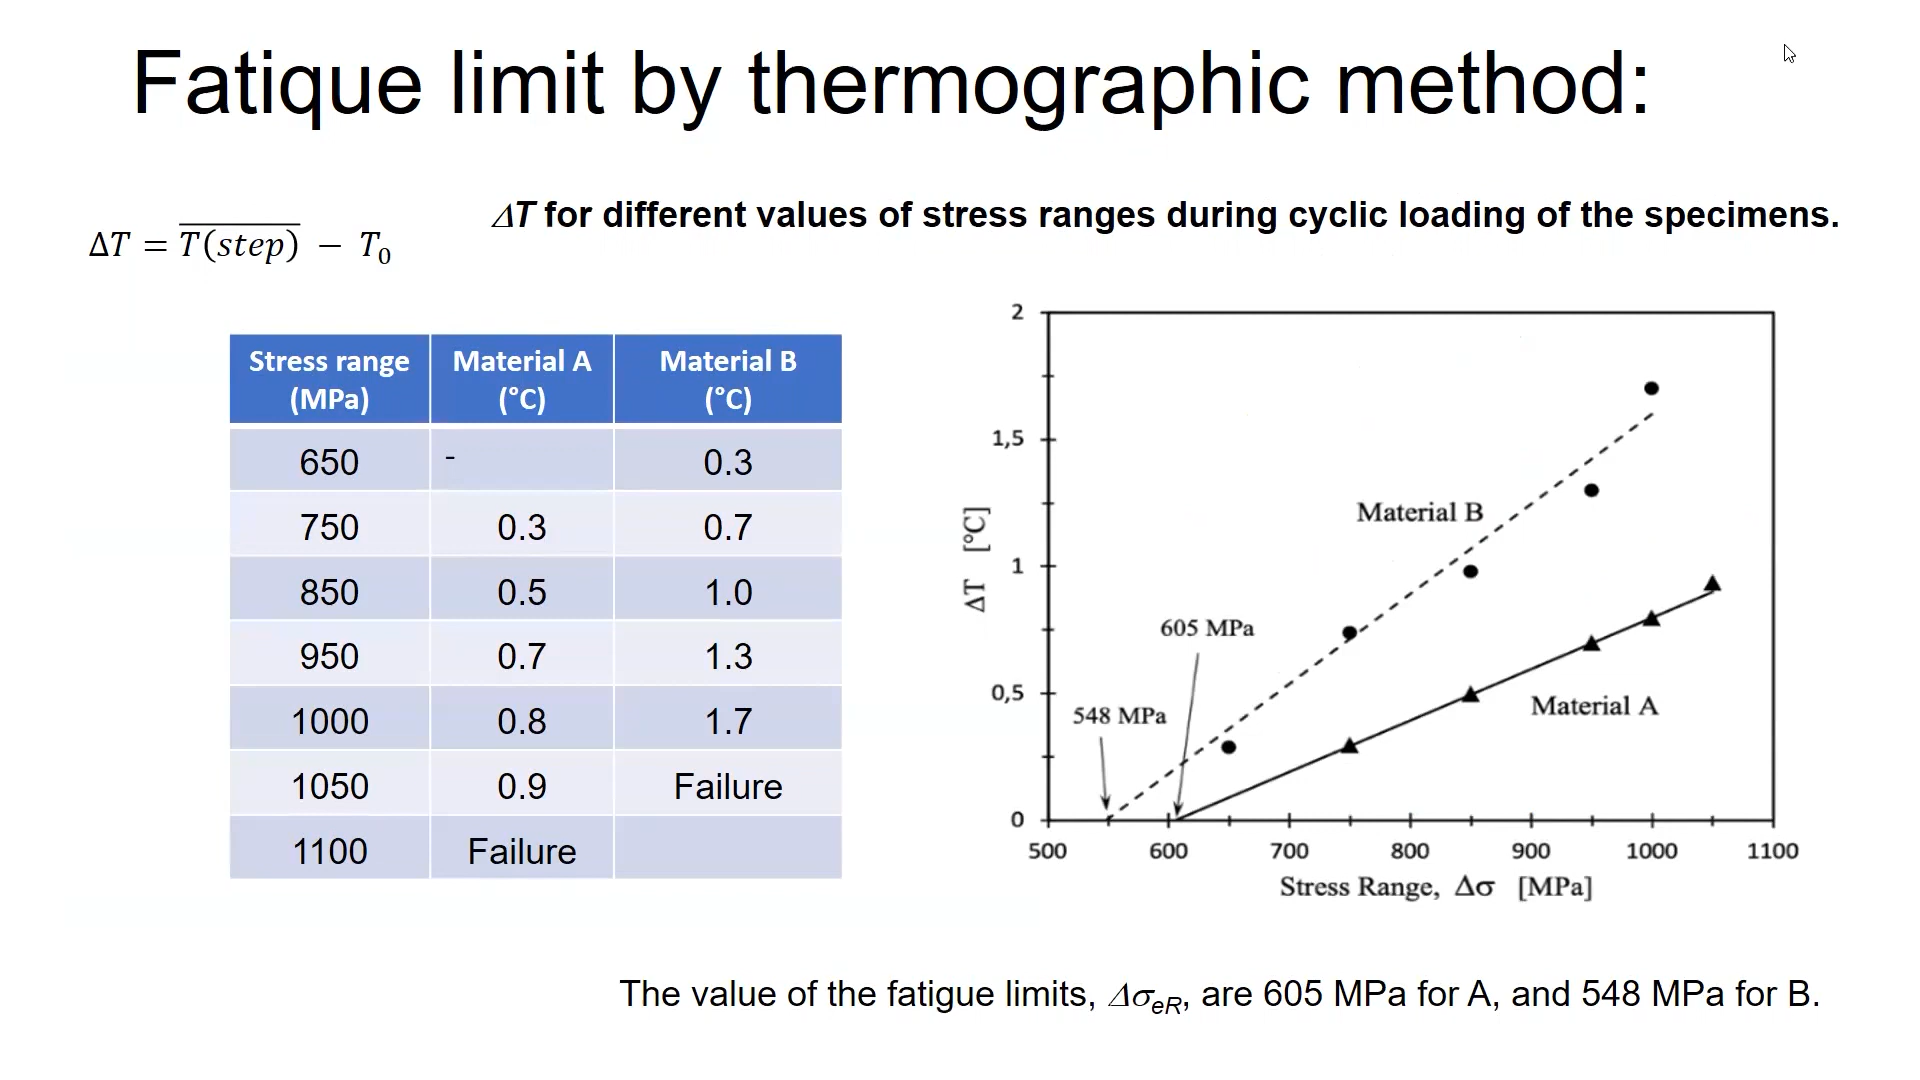 Fatique limit by thermographic method:
ΔT = T(step) − T0
ΔT for different values of stress ranges during cyclic loading of the specimens.
Stress range (MPa) Material A (°C) Material B (°C)
650 - 0.3
750 0.3 0.7
850 0.5 1.0
950 0.7 1.3
1000 0.8 1.7
1050 0.9 Failure
1100 Failure
2
1,5
1
0,5
0
ΔT [°C]
Material B
605 MPa
548 MPa
Material A
500 600 700 800 900 1000 1100
Stress Range, Δσ [MPa]
The value of the fatigue limits, ΔσeR, are 605 MPa for A, and 548 MPa for B.